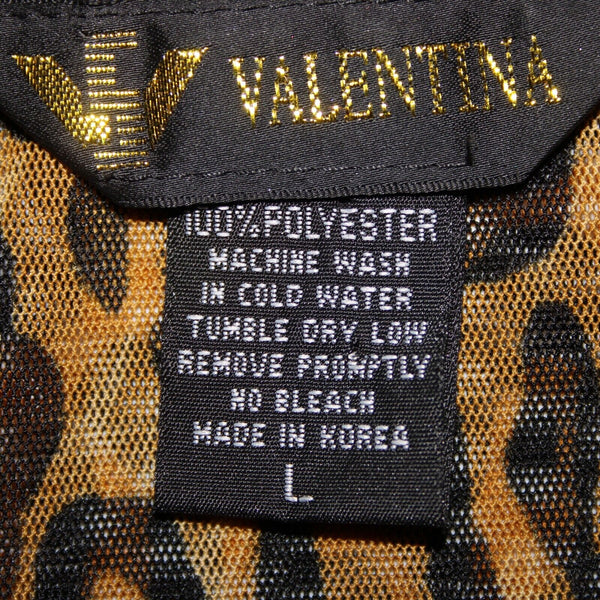 VALENTINA
100% POLYESTER
MACHINE WASH
IN COLD WATER
TUMBLE DRY LOW
REMOVE PROMPTLY
NO BLEACH
MADE IN KOREA
L